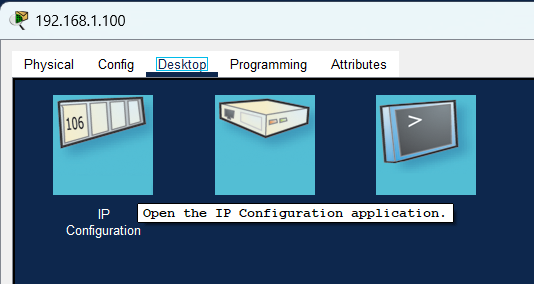 192.168.1.100
Physical Config Desktop Programming Attributes
106
>
IP
Configuration
Open the IP Configuration application.